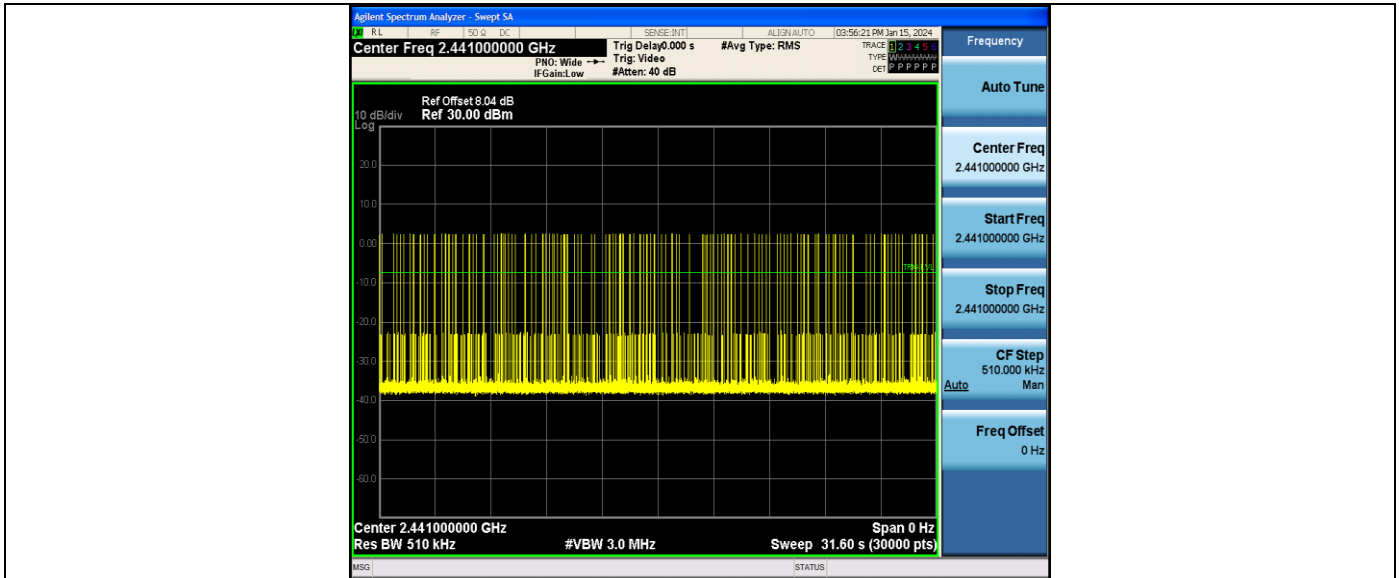 Agilent Spectrum Analyzer - Swept SA
RL RF 50 Ω DC SENSE:INT ALIGN AUTO 03:56:21 PM Jan 15, 2024
Center Freq 2.441000000 GHz
PNO: Wide
IFGain:Low
Trig Delay0.000 s
Trig: Video
#Atten: 40 dB
#Avg Type: RMS
TRACE 1 2 3 4 5 6
TYPE
DET P P P P P P
Frequency
Ref Offset 8.04 dB
10 dB/div Ref 30.00 dBm
Log
20.0
10.0
0.00
-10.0
-20.0
-30.0
-40.0
-50.0
-60.0
Center 2.441000000 GHz Span 0 Hz
Res BW 510 kHz #VBW 3.0 MHz Sweep 31.60 s (30000 pts)
MSG STATUS
Auto Tune
Center Freq
2.441000000 GHz
Start Freq
2.441000000 GHz
Stop Freq
2.441000000 GHz
CF Step
510.000 kHz
Auto Man
Freq Offset
0 Hz